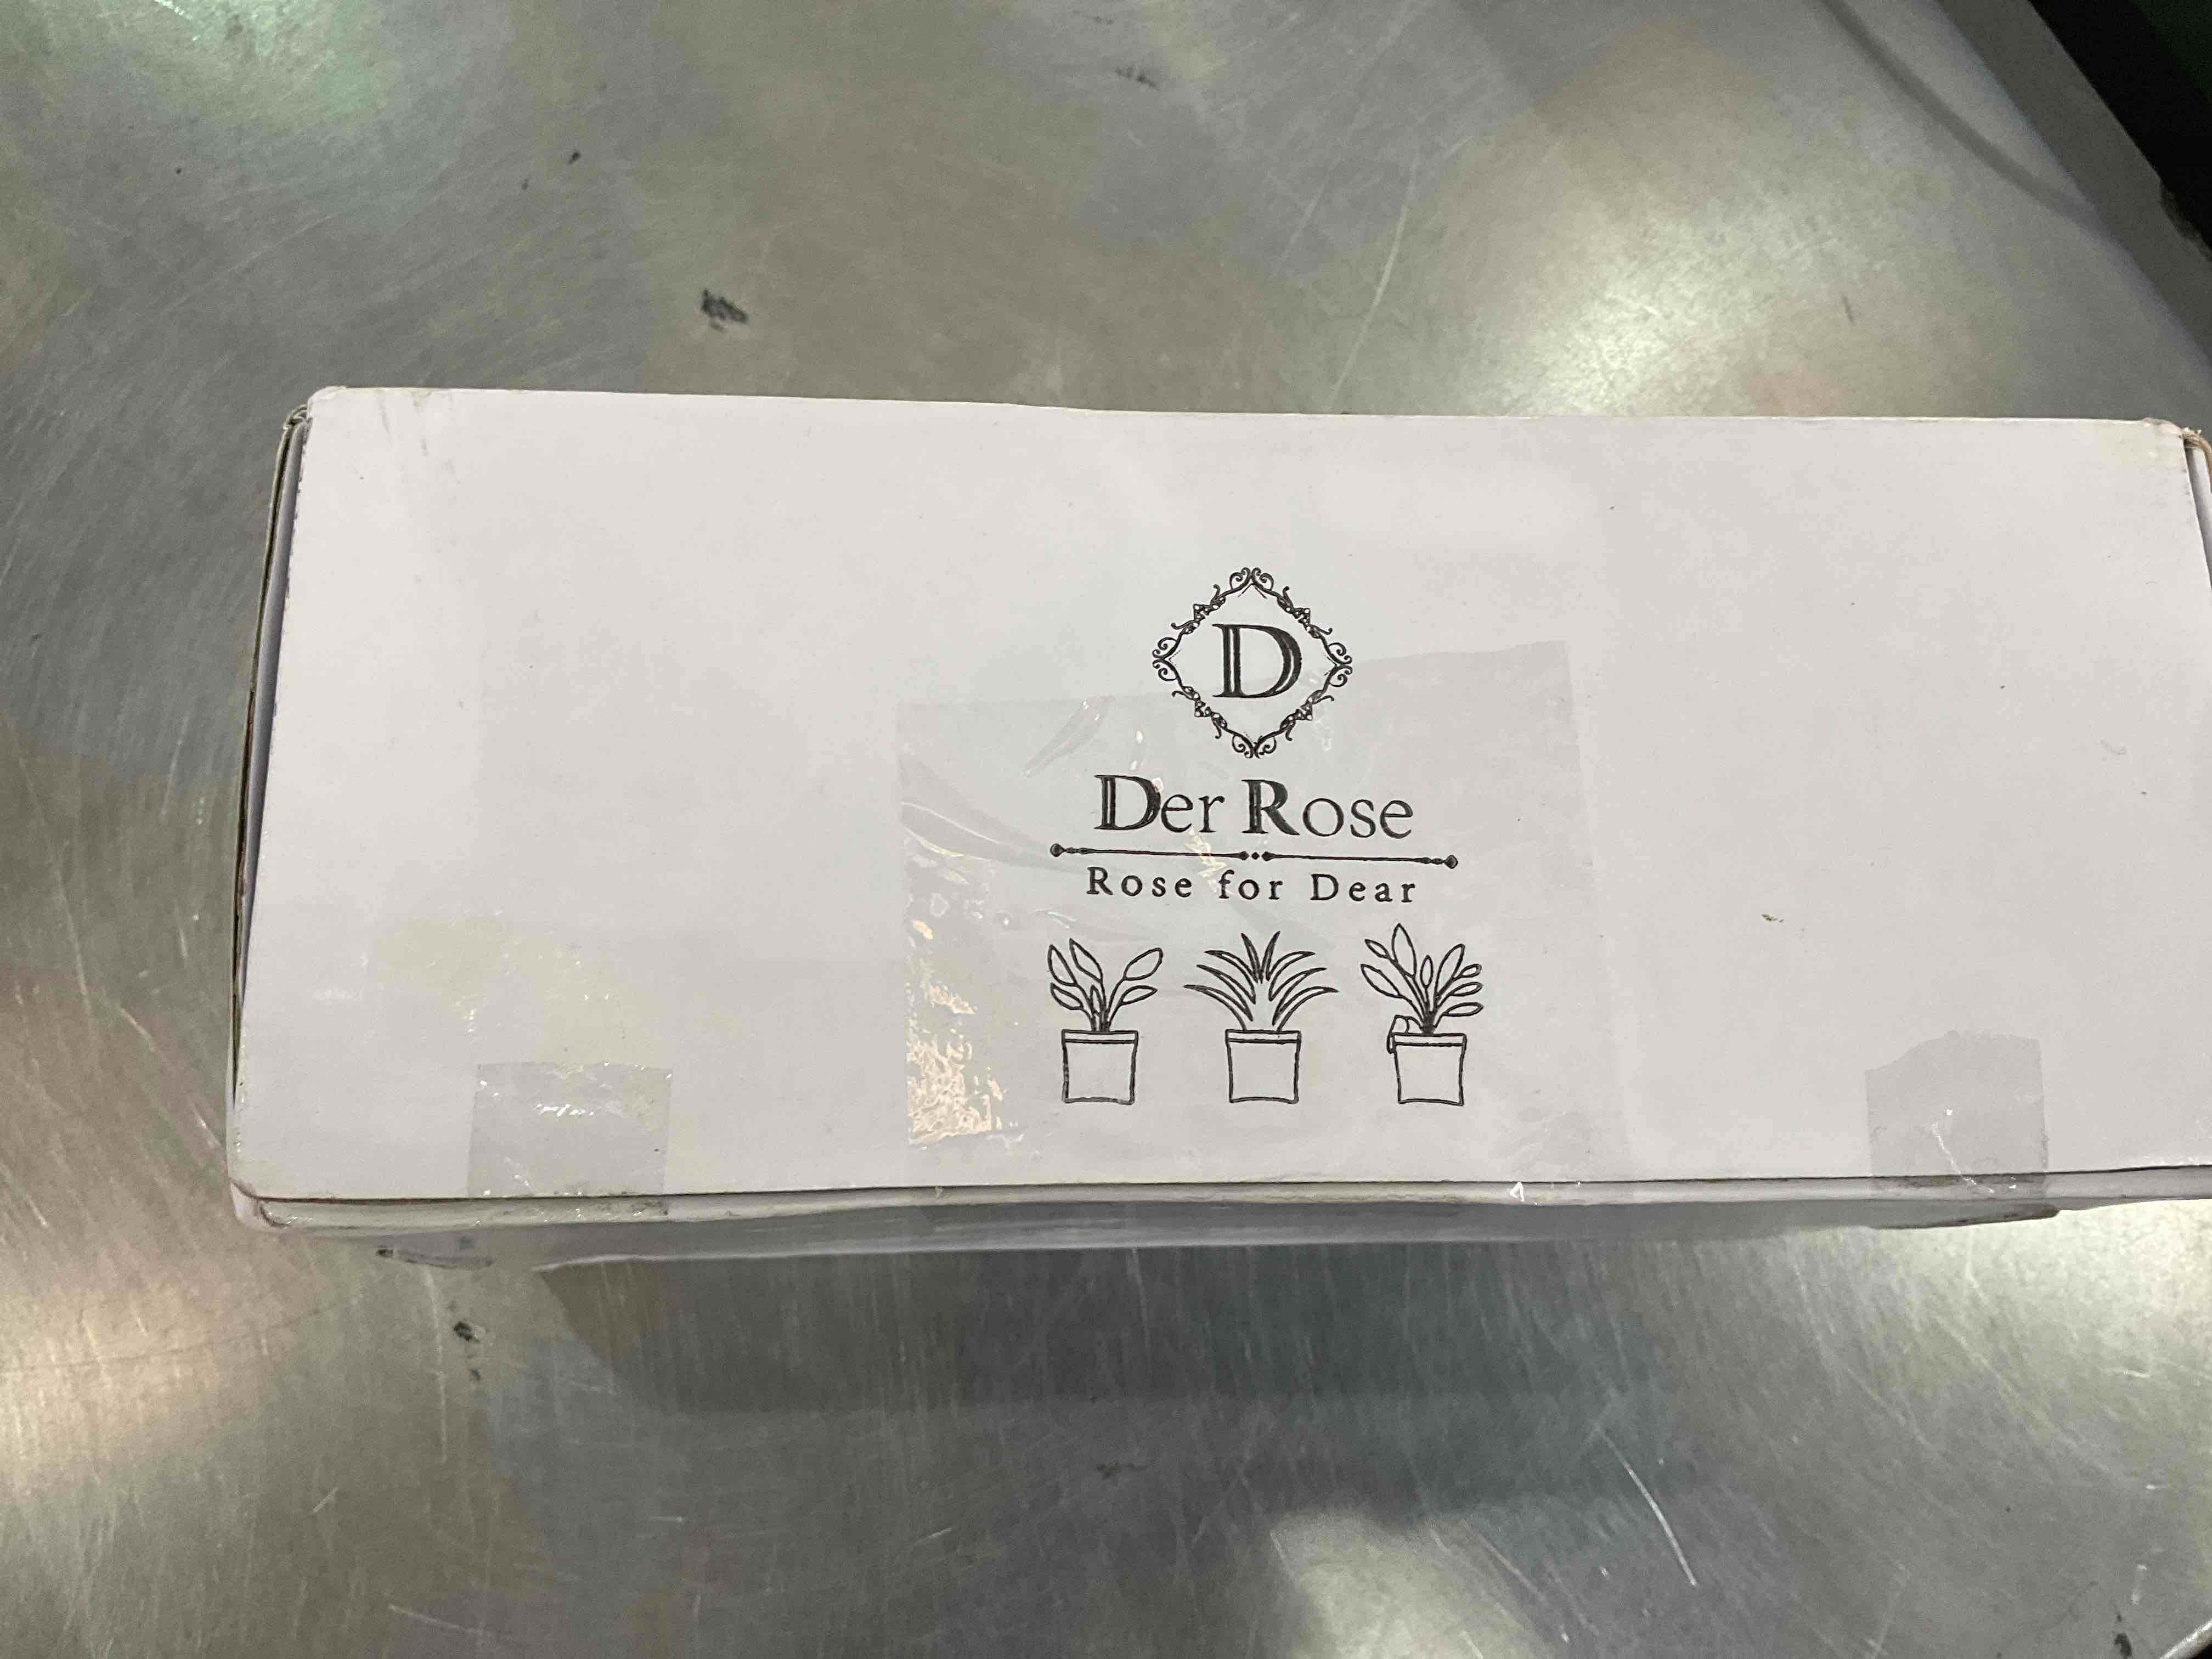 D
Der Rose
Rose for Dear